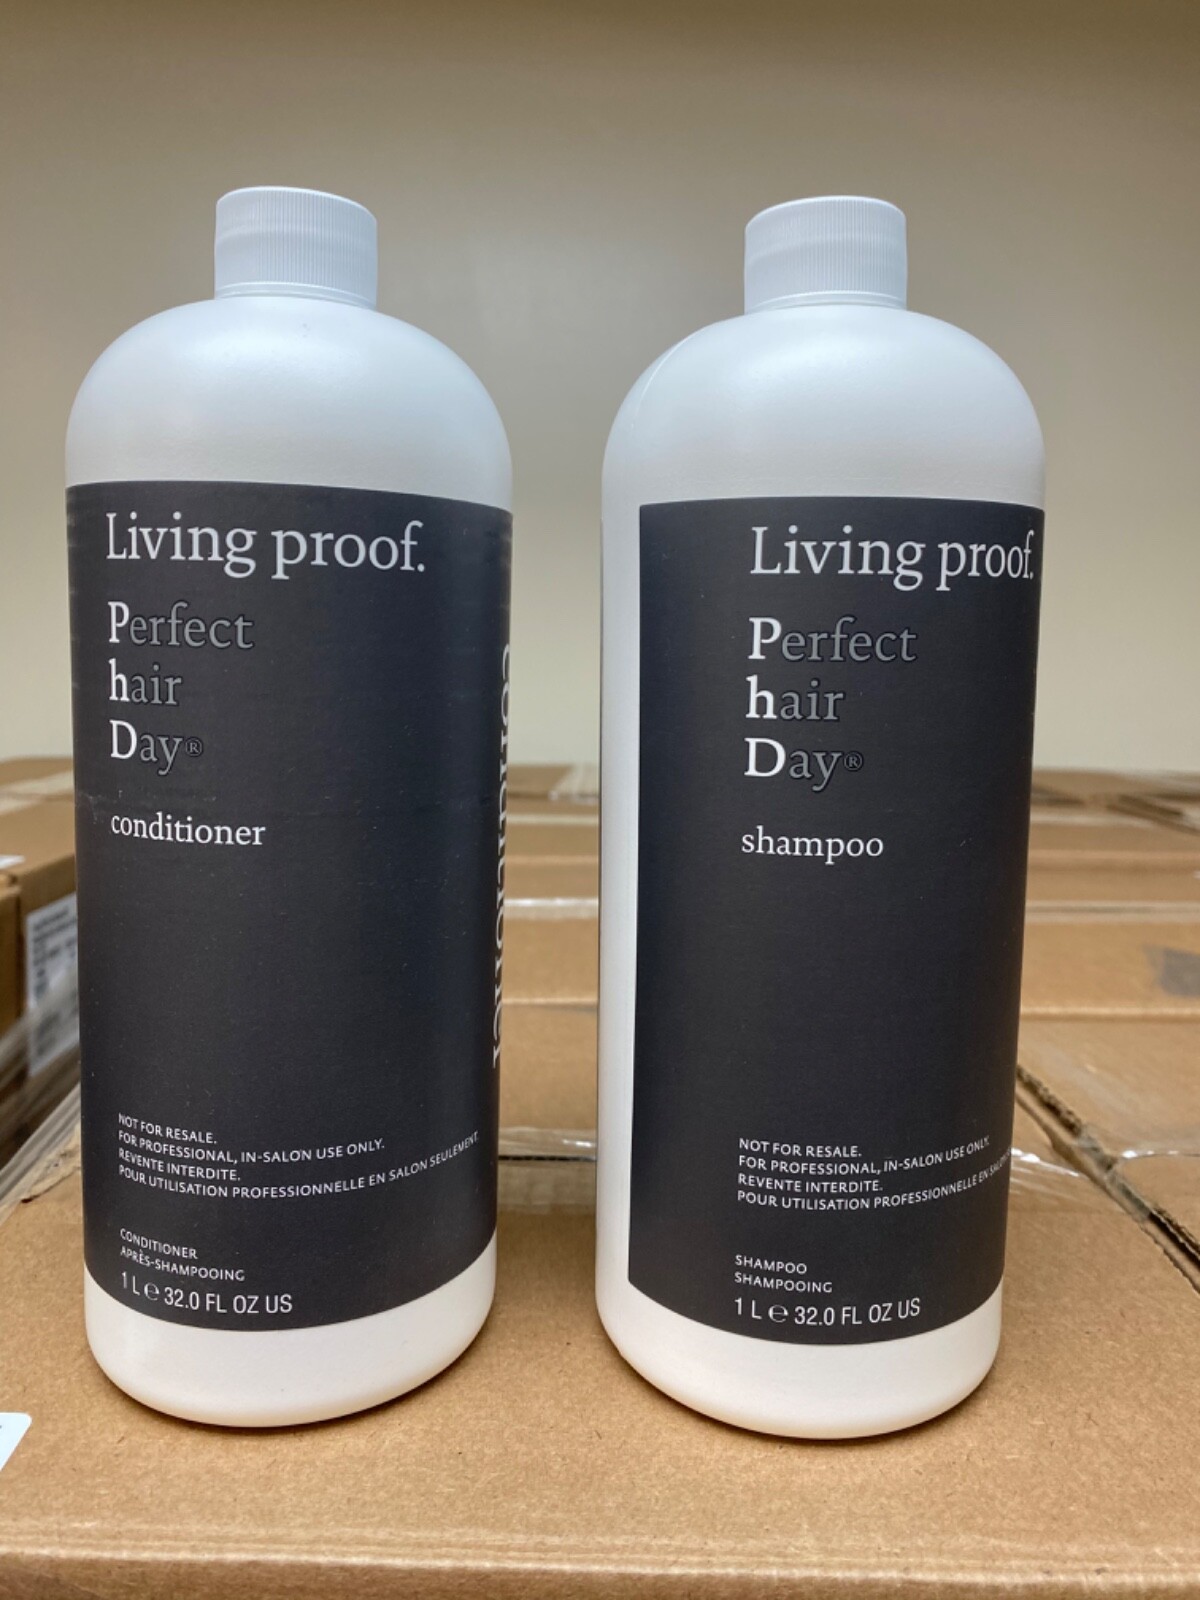 Living proof.
Perfect
hair
Day®
conditioner
conditioner
NOT FOR RESALE.
FOR PROFESSIONAL, IN-SALON USE ONLY.
REVENTE INTERDITE.
POUR UTILISATION PROFESSIONNELLE EN SALON SEULEMENT.
CONDITIONER
APRÈS-SHAMPOOING
1 L ℮ 32.0 FL OZ US
Living proof.
Perfect
hair
Day®
shampoo
NOT FOR RESALE.
FOR PROFESSIONAL, IN-SALON USE ONLY.
REVENTE INTERDITE.
POUR UTILISATION PROFESSIONNELLE EN
SHAMPOO
SHAMPOOING
1 L ℮ 32.0 FL OZ US